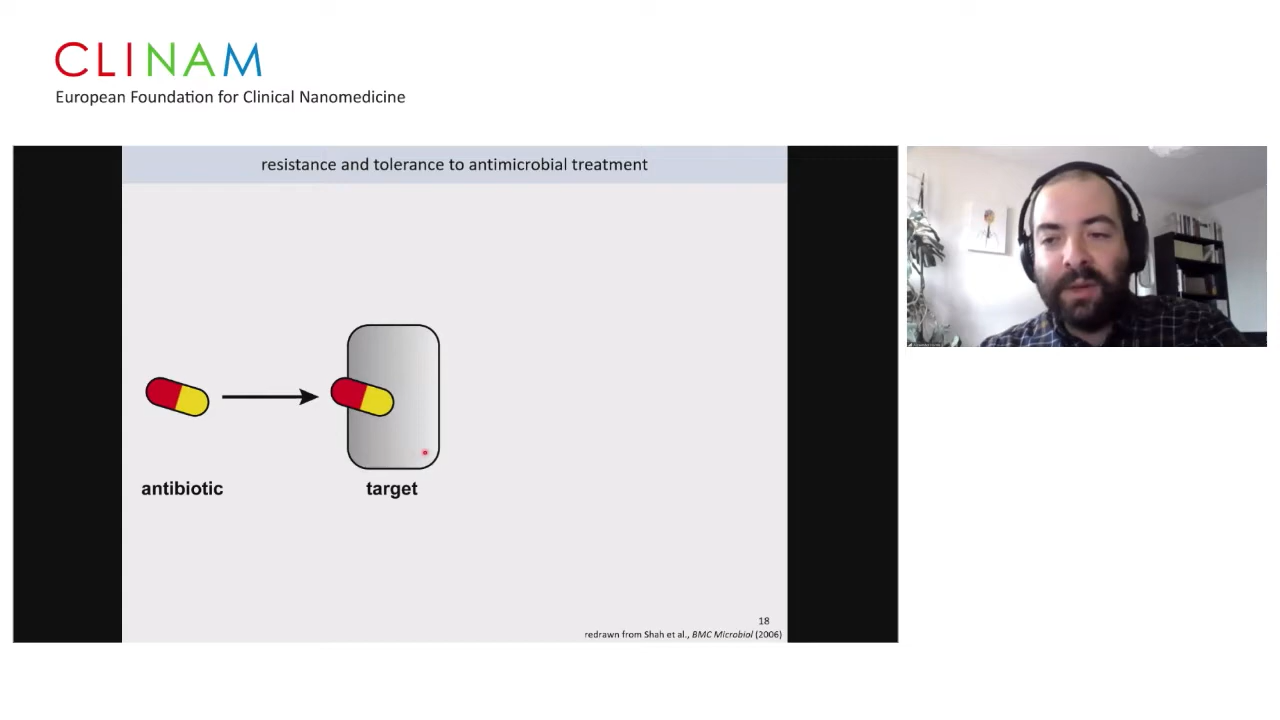 CLINAM
European Foundation for Clinical Nanomedicine
resistance and tolerance to antimicrobial treatment
antibiotic
target
18
redrawn from Shah et al., BMC Microbiol (2006)